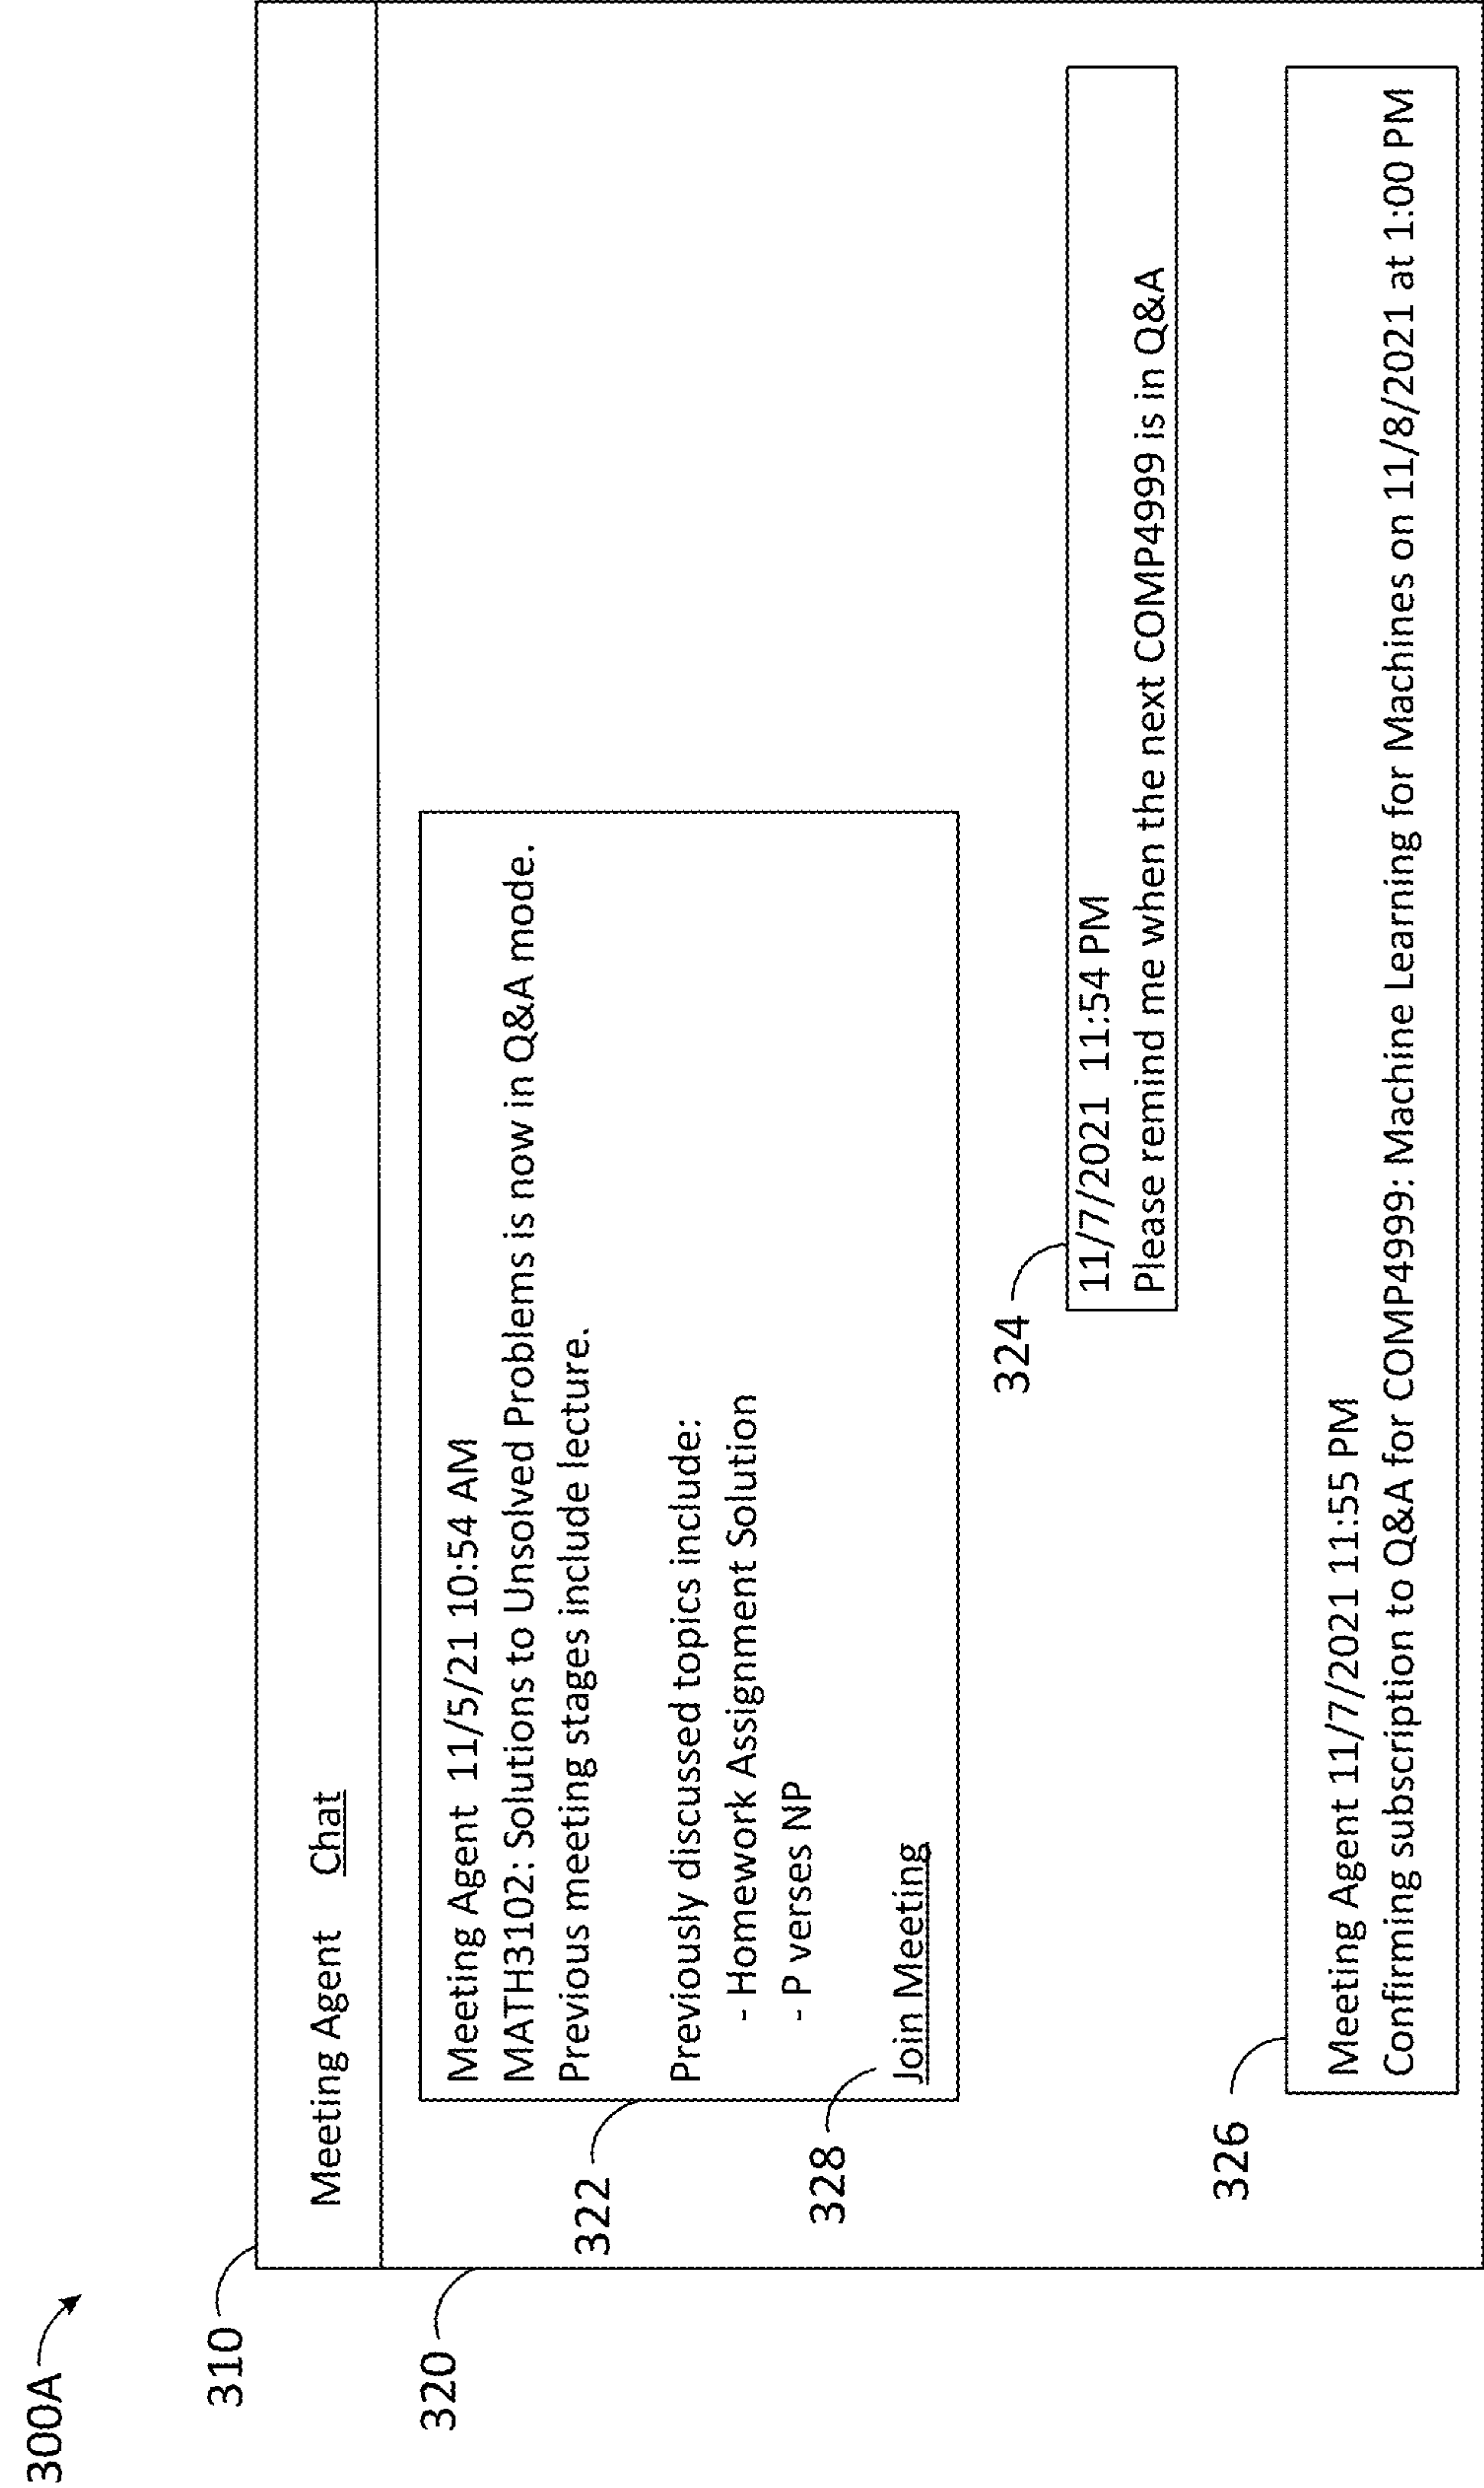 300A
310
Meeting Agent Chat
320
322
Meeting Agent 11/5/21 10:54 AM
MATH3102: Solutions to Unsolved Problems is now in Q&A mode.
Previous meeting stages include lecture.
Previously discussed topics include:
- Homework Assignment Solution
- P verses NP
328
Join Meeting
324
11/7/2021 11:54 PM
Please remind me when the next COMP4999 is in Q&A
326
Meeting Agent 11/7/2021 11:55 PM
Confirming subscription to Q&A for COMP4999: Machine Learning for Machines on 11/8/2021 at 1:00 PM